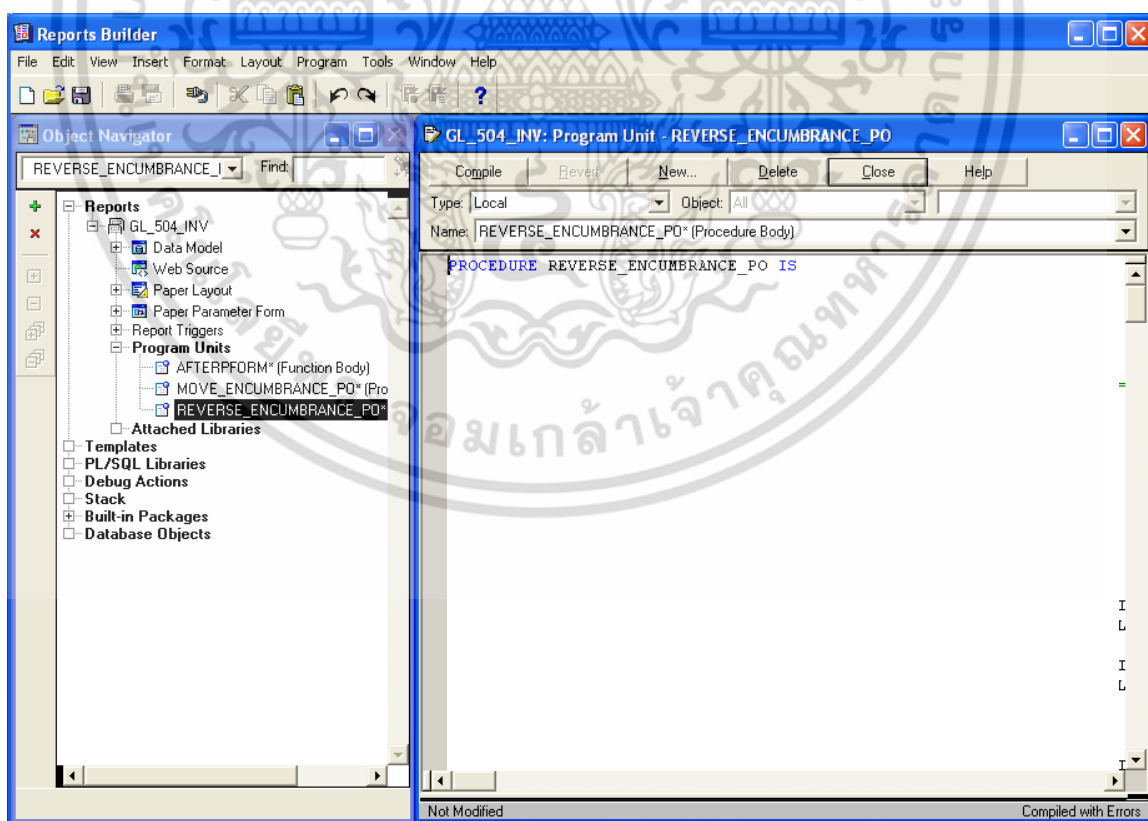 Reports Builder
File Edit View Insert Format Layout Program Tools Window Help
Object Navigator
REVERSE_ENCUMBRANCE_I Find:
Reports
GL_504_INV
Data Model
Web Source
Paper Layout
Paper Parameter Form
Report Triggers
Program Units
AFTERPFORM* (Function Body)
MOVE_ENCUMBRANCE_PO* (Pro
REVERSE_ENCUMBRANCE_PO*
Attached Libraries
Templates
PL/SQL Libraries
Debug Actions
Stack
Built-in Packages
Database Objects
GL_504_INV: Program Unit - REVERSE_ENCUMBRANCE_PO
Compile Revert New... Delete Close Help
Type: Local Object: All
Name: REVERSE_ENCUMBRANCE_PO* (Procedure Body)
PROCEDURE REVERSE_ENCUMBRANCE_PO IS
=
I
L
I
L
I
Not Modified Compiled with Errors